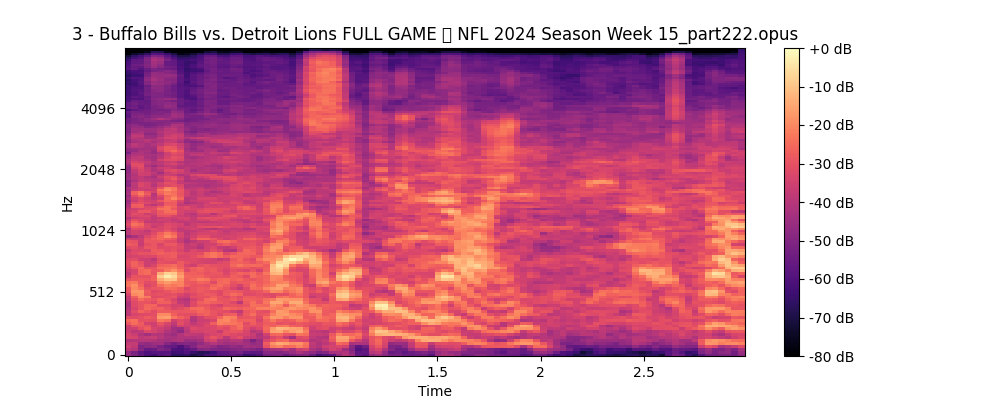 3 - Buffalo Bills vs. Detroit Lions FULL GAME  NFL 2024 Season Week 15_part222.opus
Hz
4096
2048
1024
512
0
0 0.5 1 1.5 2 2.5
Time
+0 dB
-10 dB
-20 dB
-30 dB
-40 dB
-50 dB
-60 dB
-70 dB
-80 dB